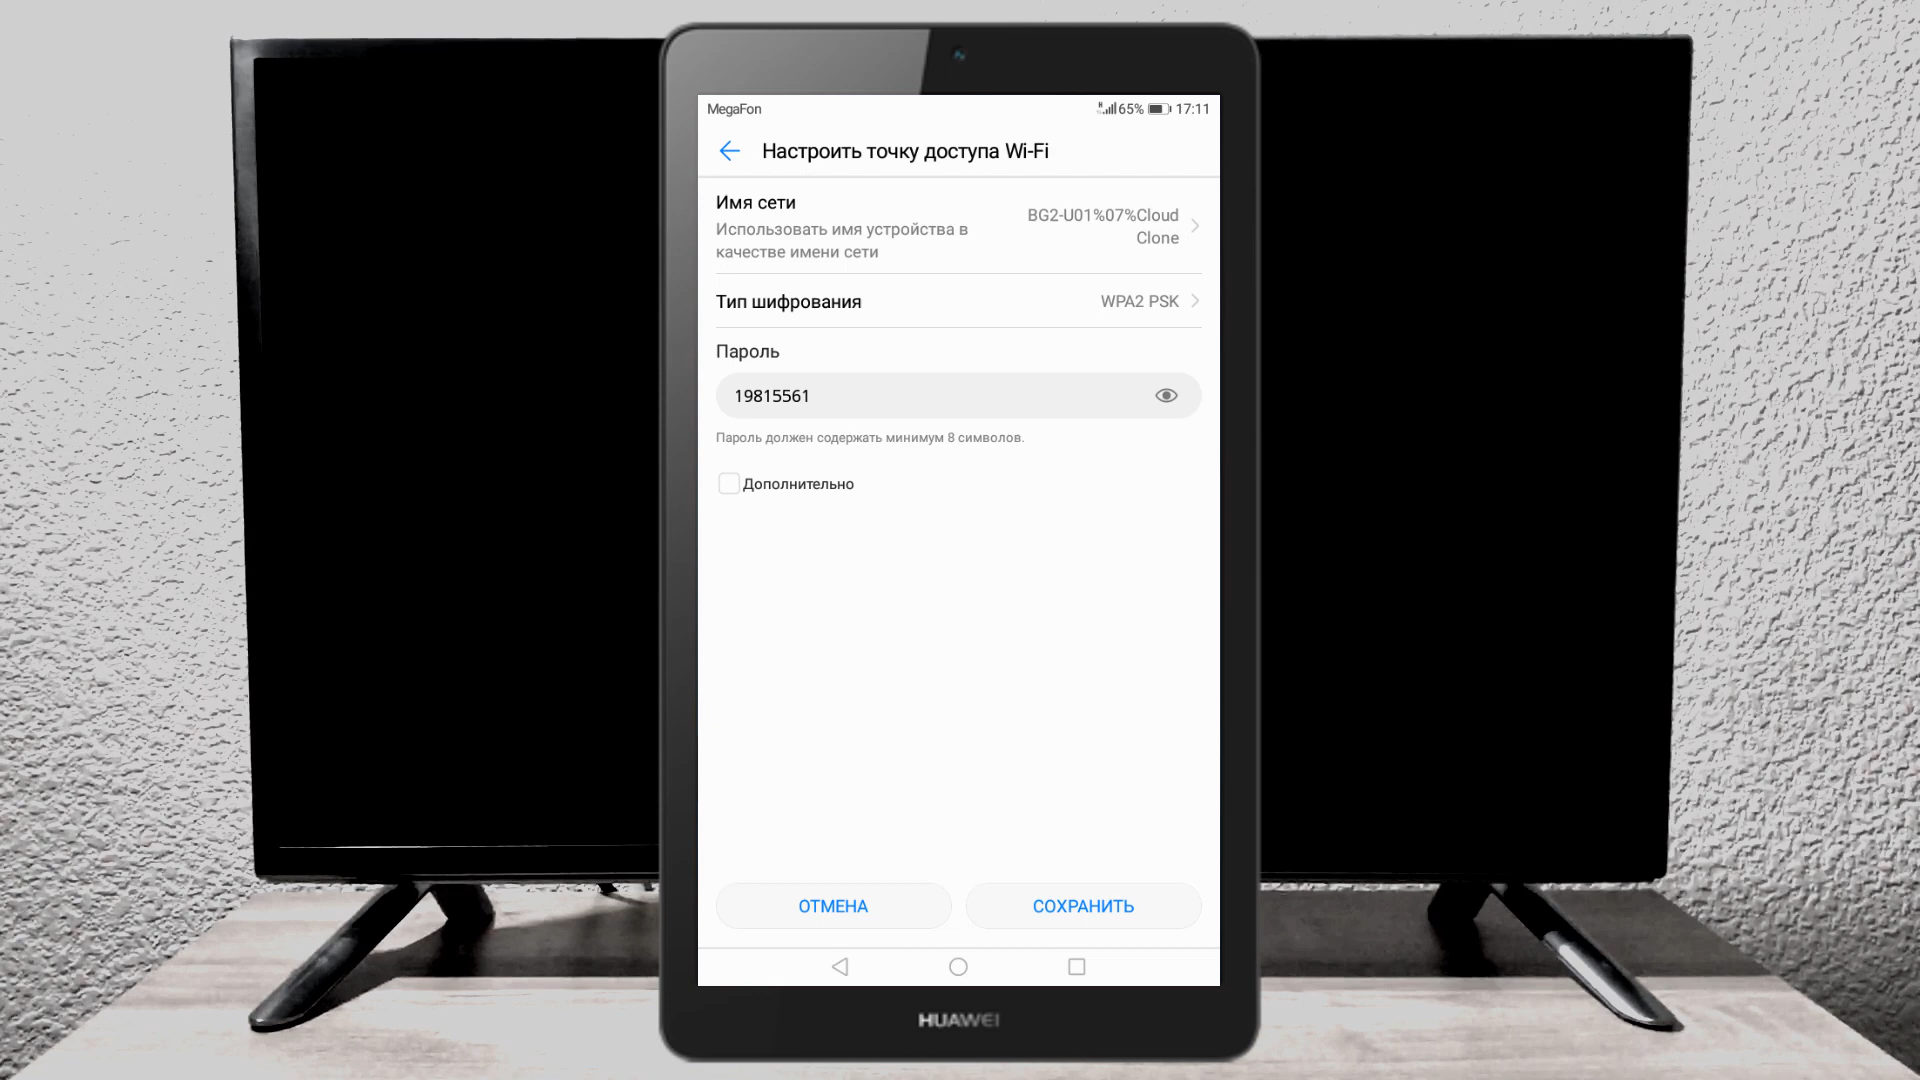 MegaFon
H 65% 17:11
Настроить точку доступа Wi-Fi
Имя сети
Использовать имя устройства в
качестве имени сети
BG2-U01%07%Cloud
Clone
Тип шифрования
WPA2 PSK
Пароль
19815561
Пароль должен содержать минимум 8 символов.
Дополнительно
ОТМЕНА
СОХРАНИТЬ
HUAWEI